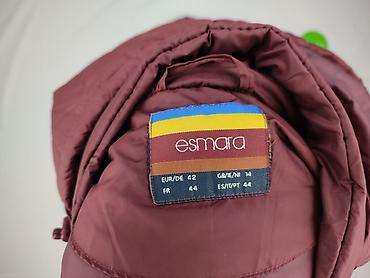 esmara
EUR/DE 42 GB/IE/NI 14
FR 44 ES/IT/PT 44